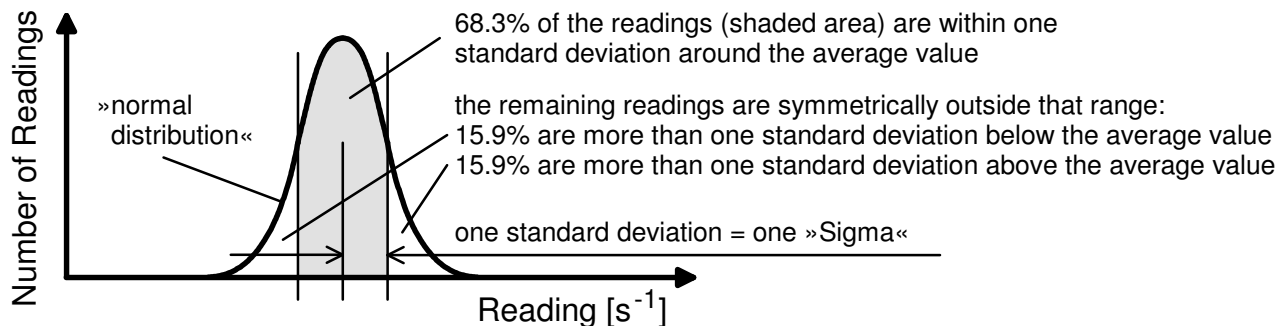 Number of Readings
68.3% of the readings (shaded area) are within one
standard deviation around the average value
»normal
distribution«
the remaining readings are symmetrically outside that range:
15.9% are more than one standard deviation below the average value
15.9% are more than one standard deviation above the average value
one standard deviation = one »Sigma«
Reading [s⁻¹]